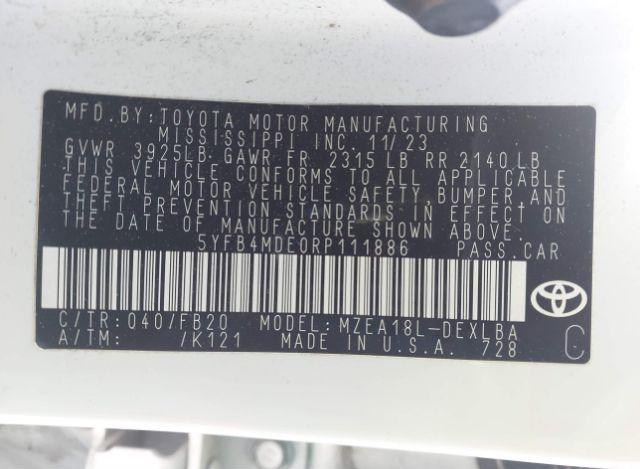 MFD. BY: TOYOTA MOTOR MANUFACTURING
MISSISSIPPI INC. 11/23
GVWR 3925LB GAWR FR 2315 LB RR 2140 LB
THIS VEHICLE CONFORMS TO ALL APPLICABLE
FEDERAL MOTOR VEHICLE SAFETY, BUMPER, AND
THEFT PREVENTION STANDARDS IN EFFECT ON
THE DATE OF MANUFACTURE SHOWN ABOVE.
5YFB4MDE0RP111886 PASS. CAR
C/TR: 040/FB20 MODEL: MZEA18L-DEXLBA
A/TM: /K121 MADE IN U.S.A. 728 C